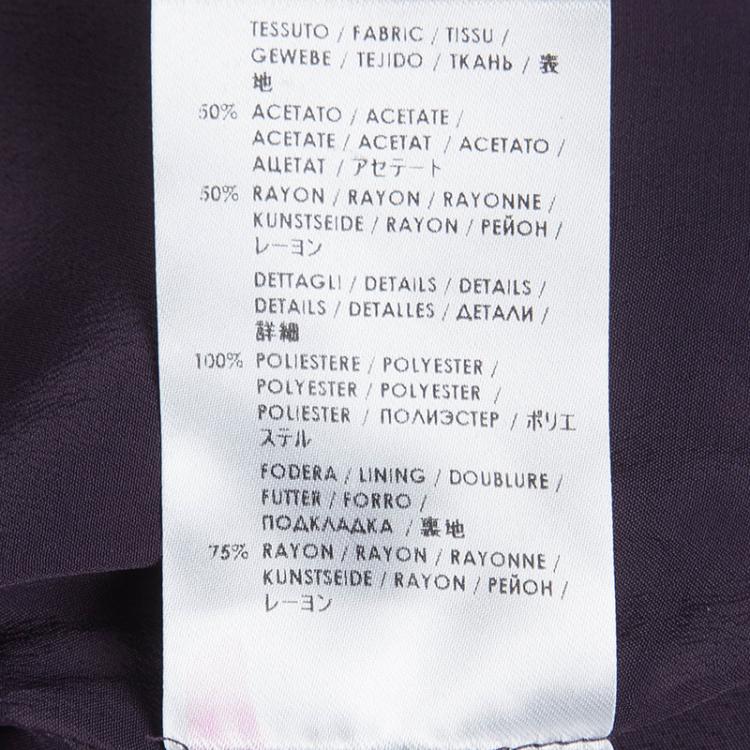 TESSUTO / FABRIC / TISSU /
GEWEBE / TEJIDO / ТКАНЬ / 表
地
50% ACETATO / ACETATE /
ACETATE / ACETAT / ACETATO /
АЦЕТАТ / アセテート
50% RAYON / RAYON / RAYONNE /
KUNSTSEIDE / RAYON / РЕЙОН /
レーヨン
DETTAGLI / DETAILS / DETAILS /
DETAILS / DETALLES / ДЕТАЛИ /
詳細
100% POLIESTERE / POLYESTER /
POLYESTER / POLYESTER /
POLIESTER / ПОЛИЭСТЕР / ポリエ
ステル
FODERA / LINING / DOUBLURE /
FUTTER / FORRO /
ПОДКЛАДКА / 裏地
75% RAYON / RAYON / RAYONNE /
KUNSTSEIDE / RAYON / РЕЙОН /
レーヨン